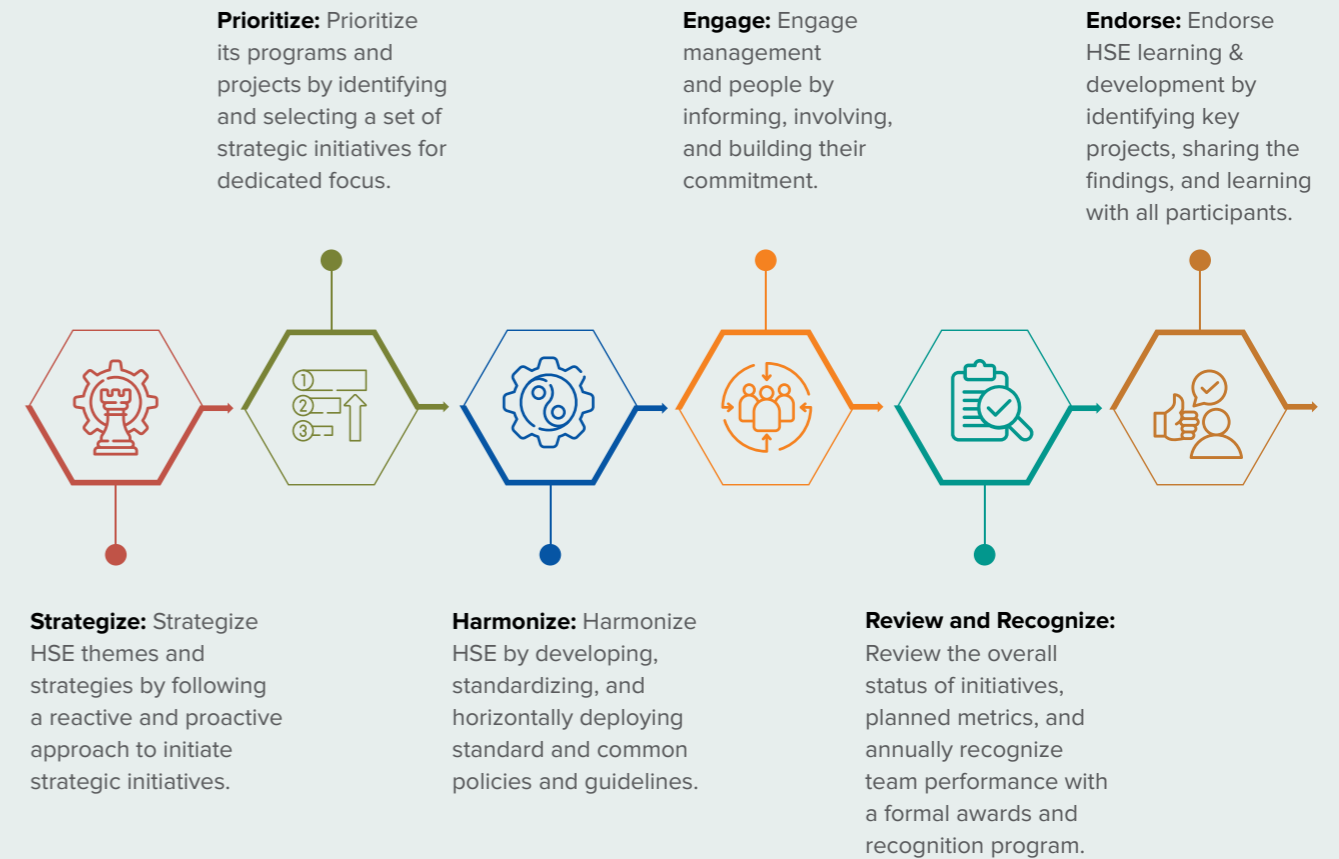 Prioritize: Prioritize
its programs and
projects by identifying
and selecting a set of
strategic initiatives for
dedicated focus.
Engage: Engage
management
and people by
informing, involving,
and building their
commitment.
Endorse: Endorse
HSE learning &
development by
identifying key
projects, sharing the
findings, and learning
with all participants.
1
2
3
Strategize: Strategize
HSE themes and
strategies by following
a reactive and proactive
approach to initiate
strategic initiatives.
Harmonize: Harmonize
HSE by developing,
standardizing, and
horizontally deploying
standard and common
policies and guidelines.
Review and Recognize:
Review the overall
status of initiatives,
planned metrics, and
annually recognize
team performance with
a formal awards and
recognition program.